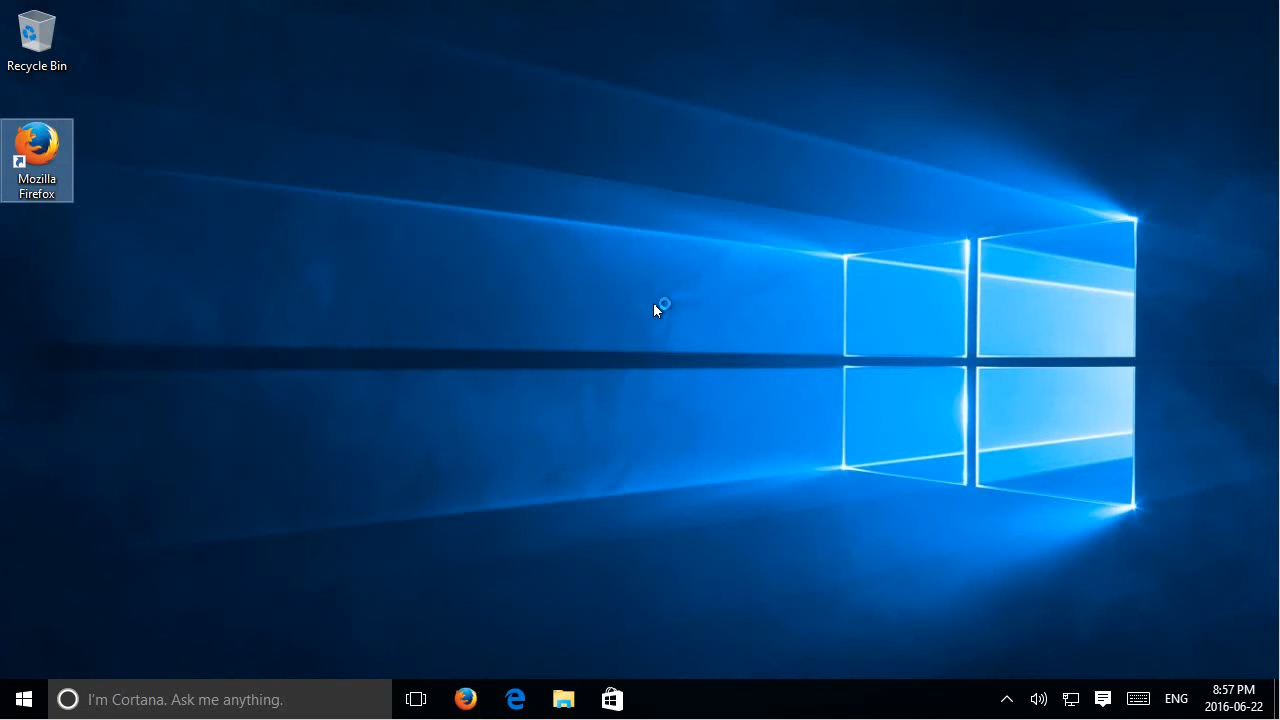 Recycle Bin
Mozilla
Firefox
I'm Cortana. Ask me anything.
ENG
8:57 PM
2016-06-22